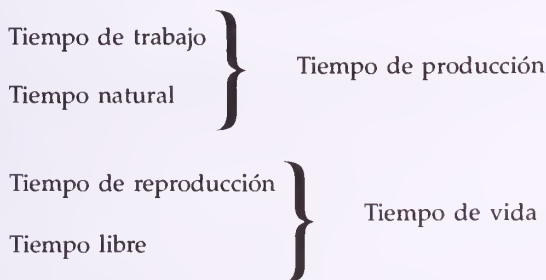 Tiempo de trabajo
Tiempo de producción
Tiempo natural
Tiempo de reproducción
Tiempo de vida
Tiempo libre